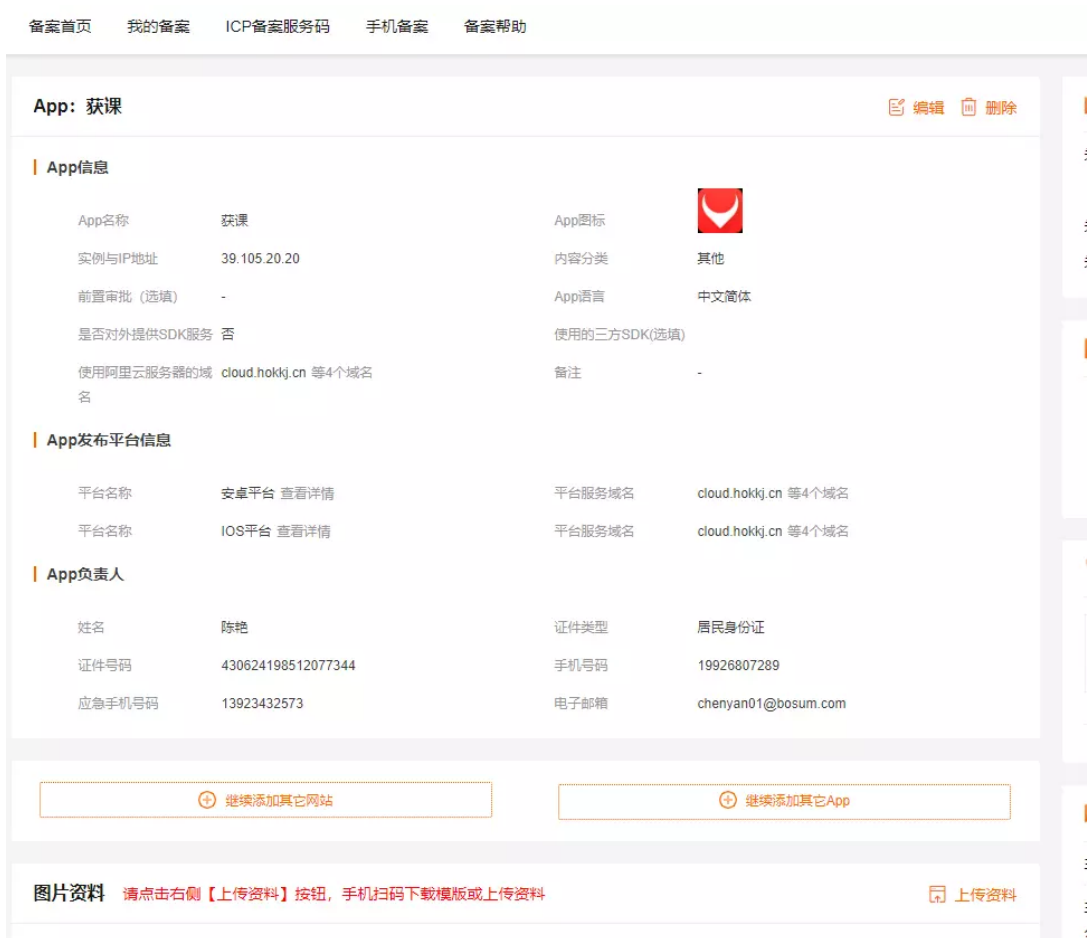 备案首页 我的备案 ICP备案服务码 手机备案 备案帮助
App：获课 编辑 删除
App信息
App名称 获课 App图标
实例与IP地址 39.105.20.20 内容分类 其他
前置审批（选填） - App语言 中文简体
是否对外提供SDK服务 否 使用的三方SDK(选填)
使用阿里云服务器的域名 cloud.hokkj.cn 等4个域名 备注 -
App发布平台信息
平台名称 安卓平台 查看详情 平台服务域名 cloud.hokkj.cn 等4个域名
平台名称 IOS平台 查看详情 平台服务域名 cloud.hokkj.cn 等4个域名
App负责人
姓名 陈艳 证件类型 居民身份证
证件号码 430624198512077344 手机号码 19926807289
应急手机号码 13923432573 电子邮箱 chenyan01@bosum.com
继续添加其它网站 继续添加其它App
图片资料 请点击右侧【上传资料】按钮，手机扫码下载模版或上传资料 上传资料